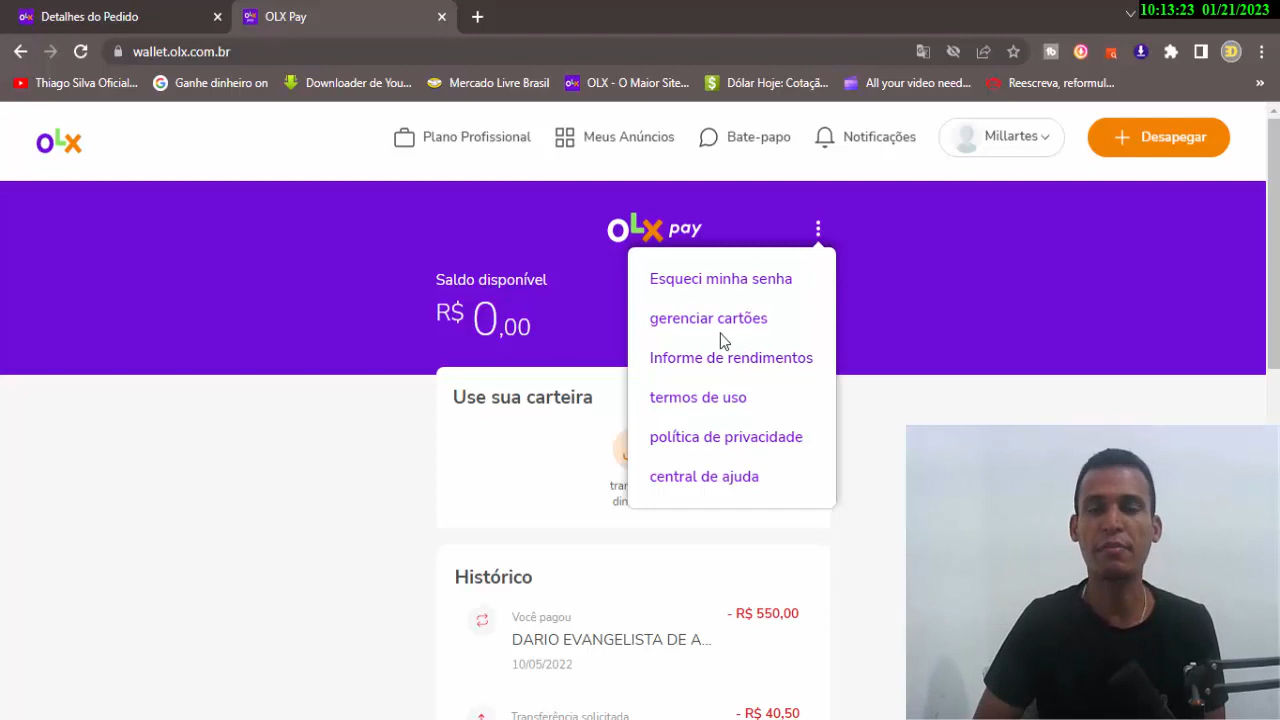 10:13:23 01/21/2023
Detalhes do Pedido
OLX Pay
wallet.olx.com.br
Thiago Silva Oficial...
Ganhe dinheiro on
Downloader de You...
Mercado Livre Brasil
OLX - O Maior Site...
Dólar Hoje: Cotaçã...
All your video need...
Reescreva, reformul...
»
OLX
Plano Profissional
Meus Anúncios
Bate-papo
Notificações
Millartes
+ Desapegar
OLX pay
Saldo disponível
R$ 0,00
Esqueci minha senha
gerenciar cartões
Informe de rendimentos
termos de uso
política de privacidade
central de ajuda
Use sua carteira
tran
din
Histórico
Você pagou
- R$ 550,00
DARIO EVANGELISTA DE A...
10/05/2022
Transferência solicitada
- R$ 40,50